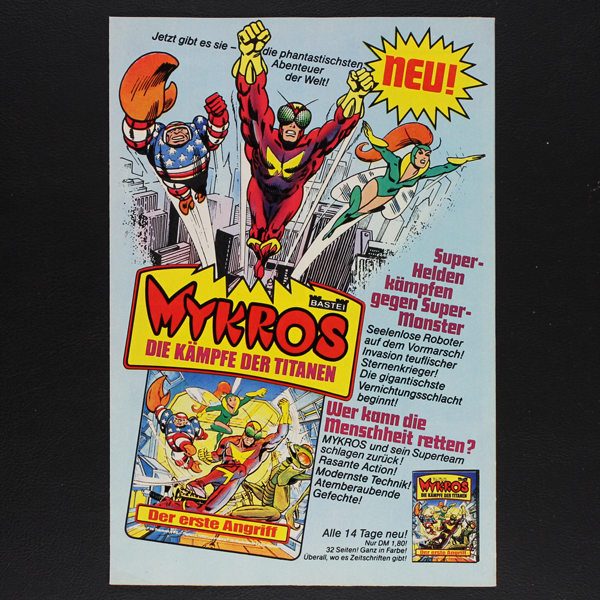 Jetzt gibt es sie –
die phantastischsten
Abenteuer
der Welt!
NEU!
Super-
Helden
kämpfen
gegen Super-
Monster
BASTEI
MYKROS
DIE KÄMPFE DER TITANEN
Seelenlose Roboter
auf dem Vormarsch!
Invasion teuflischer
Sternenkrieger!
Die gigantischste
Vernichtungsschlacht
beginnt!
Wer kann die
Menschheit retten?
MYKROS und sein Superteam
schlagen zurück!
Rasante Action!
Modernste Technik!
Atemberaubende
Gefechte!
Der erste Angriff
MYKROS
DIE KÄMPFE DER TITANEN
Der erste Angriff
Alle 14 Tage neu!
Nur DM 1,80!
32 Seiten! Ganz in Farbe!
Überall, wo es Zeitschriften gibt!